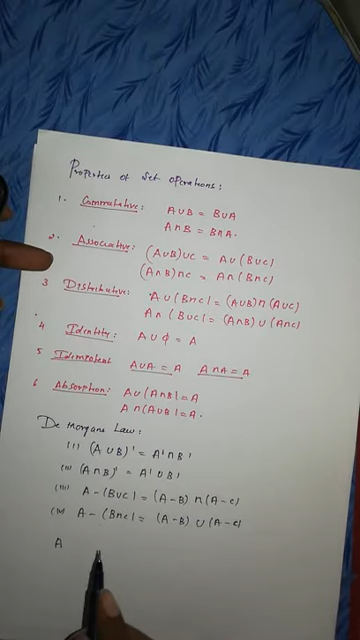 Properties of Set operations:
1. Commutative: A∪B = B∪A
A∩B = B∩A.
2. Associative: (A∪B)∪C = A∪(B∪C)
(A∩B)∩C = A∩(B∩C)
3 Distributive: A∪(B∩C) = (A∪B)∩(A∪C)
A∩(B∪C) = (A∩B)∪(A∩C)
4 Identity: A∪ϕ = A
5 Idempotent A∪A = A A∩A = A
6 Absorption: A∪(A∩B) = A
A∩(A∪B) = A.
De Morgans Law:
(i) (A∪B)' = A'∩B'
(ii) (A∩B)' = A'∪B'
(iii) A-(B∪C) = (A-B)∩(A-C)
(iv) A-(B∩C) = (A-B)∪(A-C)
A